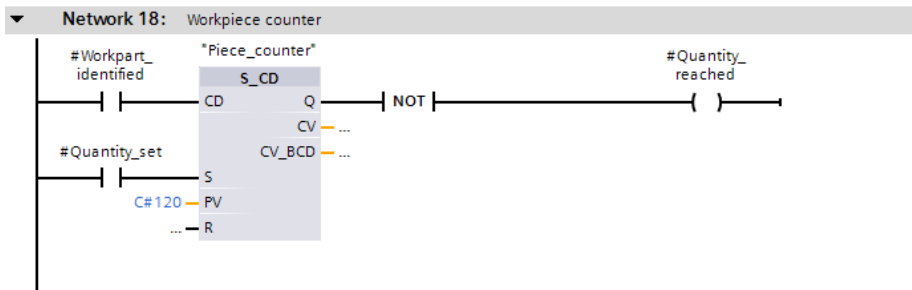 Network 18: Workpiece counter
#Workpart_
identified
"Piece_counter"
#Quantity_
reached
S_CD
CD Q NOT
CV ...
#Quantity_set CV_BCD ...
S
C#120 PV
... R